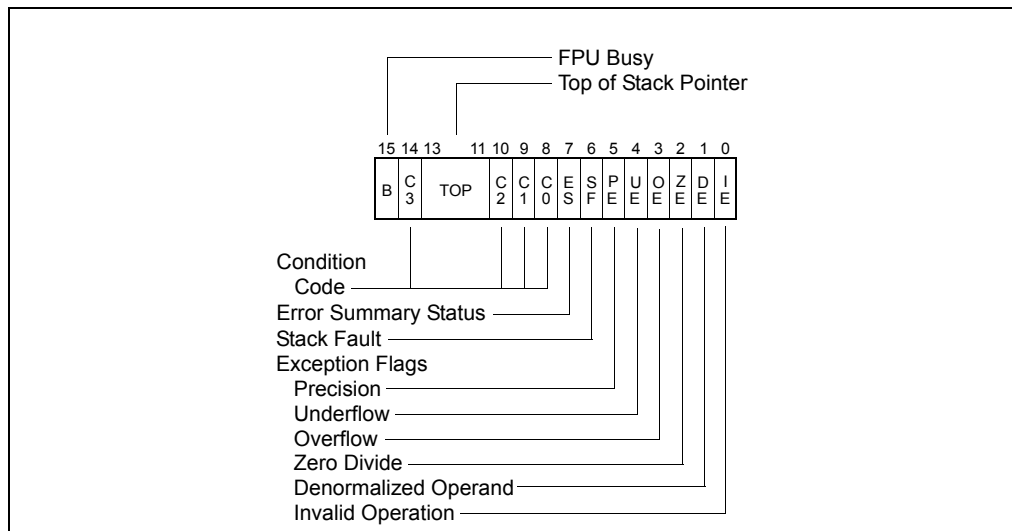 FPU Busy
Top of Stack Pointer
15 14 13 11 10 9 8 7 6 5 4 3 2 1 0
B C3 TOP C2 C1 C0 ES SF PE UE OE ZE DE IE
Condition
Code
Error Summary Status
Stack Fault
Exception Flags
Precision
Underflow
Overflow
Zero Divide
Denormalized Operand
Invalid Operation